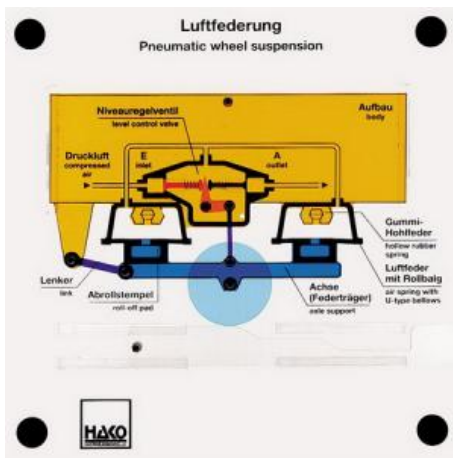 Luftfederung
Pneumatic wheel suspension
Niveauregelventil
level control valve
Aufbau
body
Druckluft
compressed
air
E
inlet
A
outlet
Gummi-
Hohlfeder
hollow rubber
spring
Luftfeder
mit Rollbalg
air spring with
U-type bellows
Lenker
link
Abrollstempel
roll-off pad
Achse
(Federträger)
axle support
HAKO